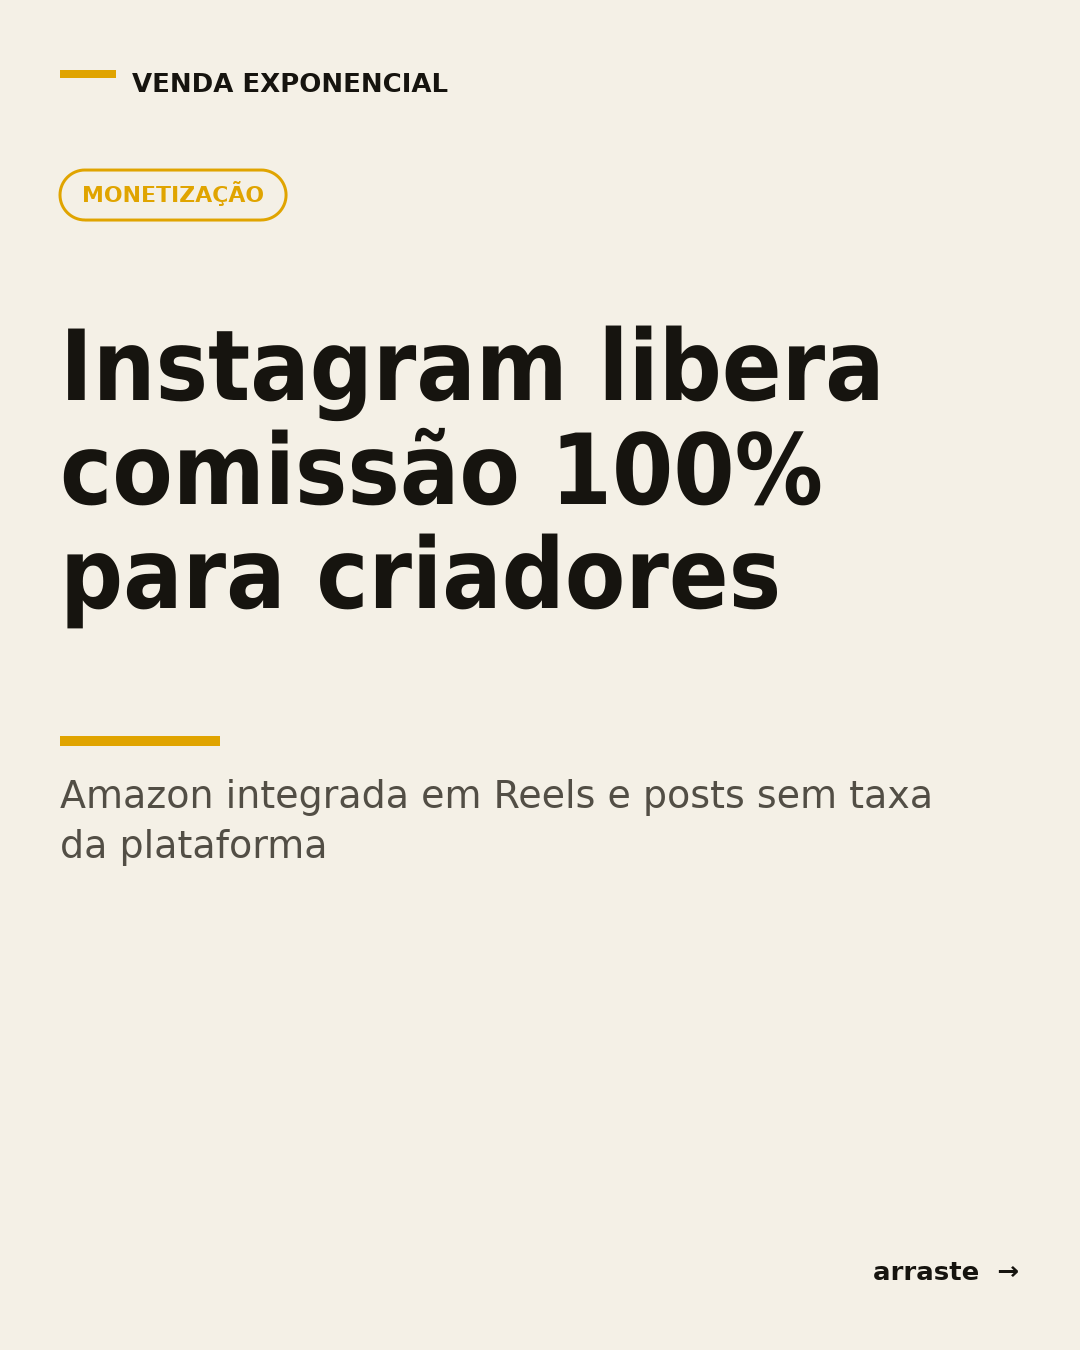 VENDA EXPONENCIAL
MONETIZAÇÃO
Instagram libera
comissão 100%
para criadores
Amazon integrada em Reels e posts sem taxa
da plataforma
arraste →